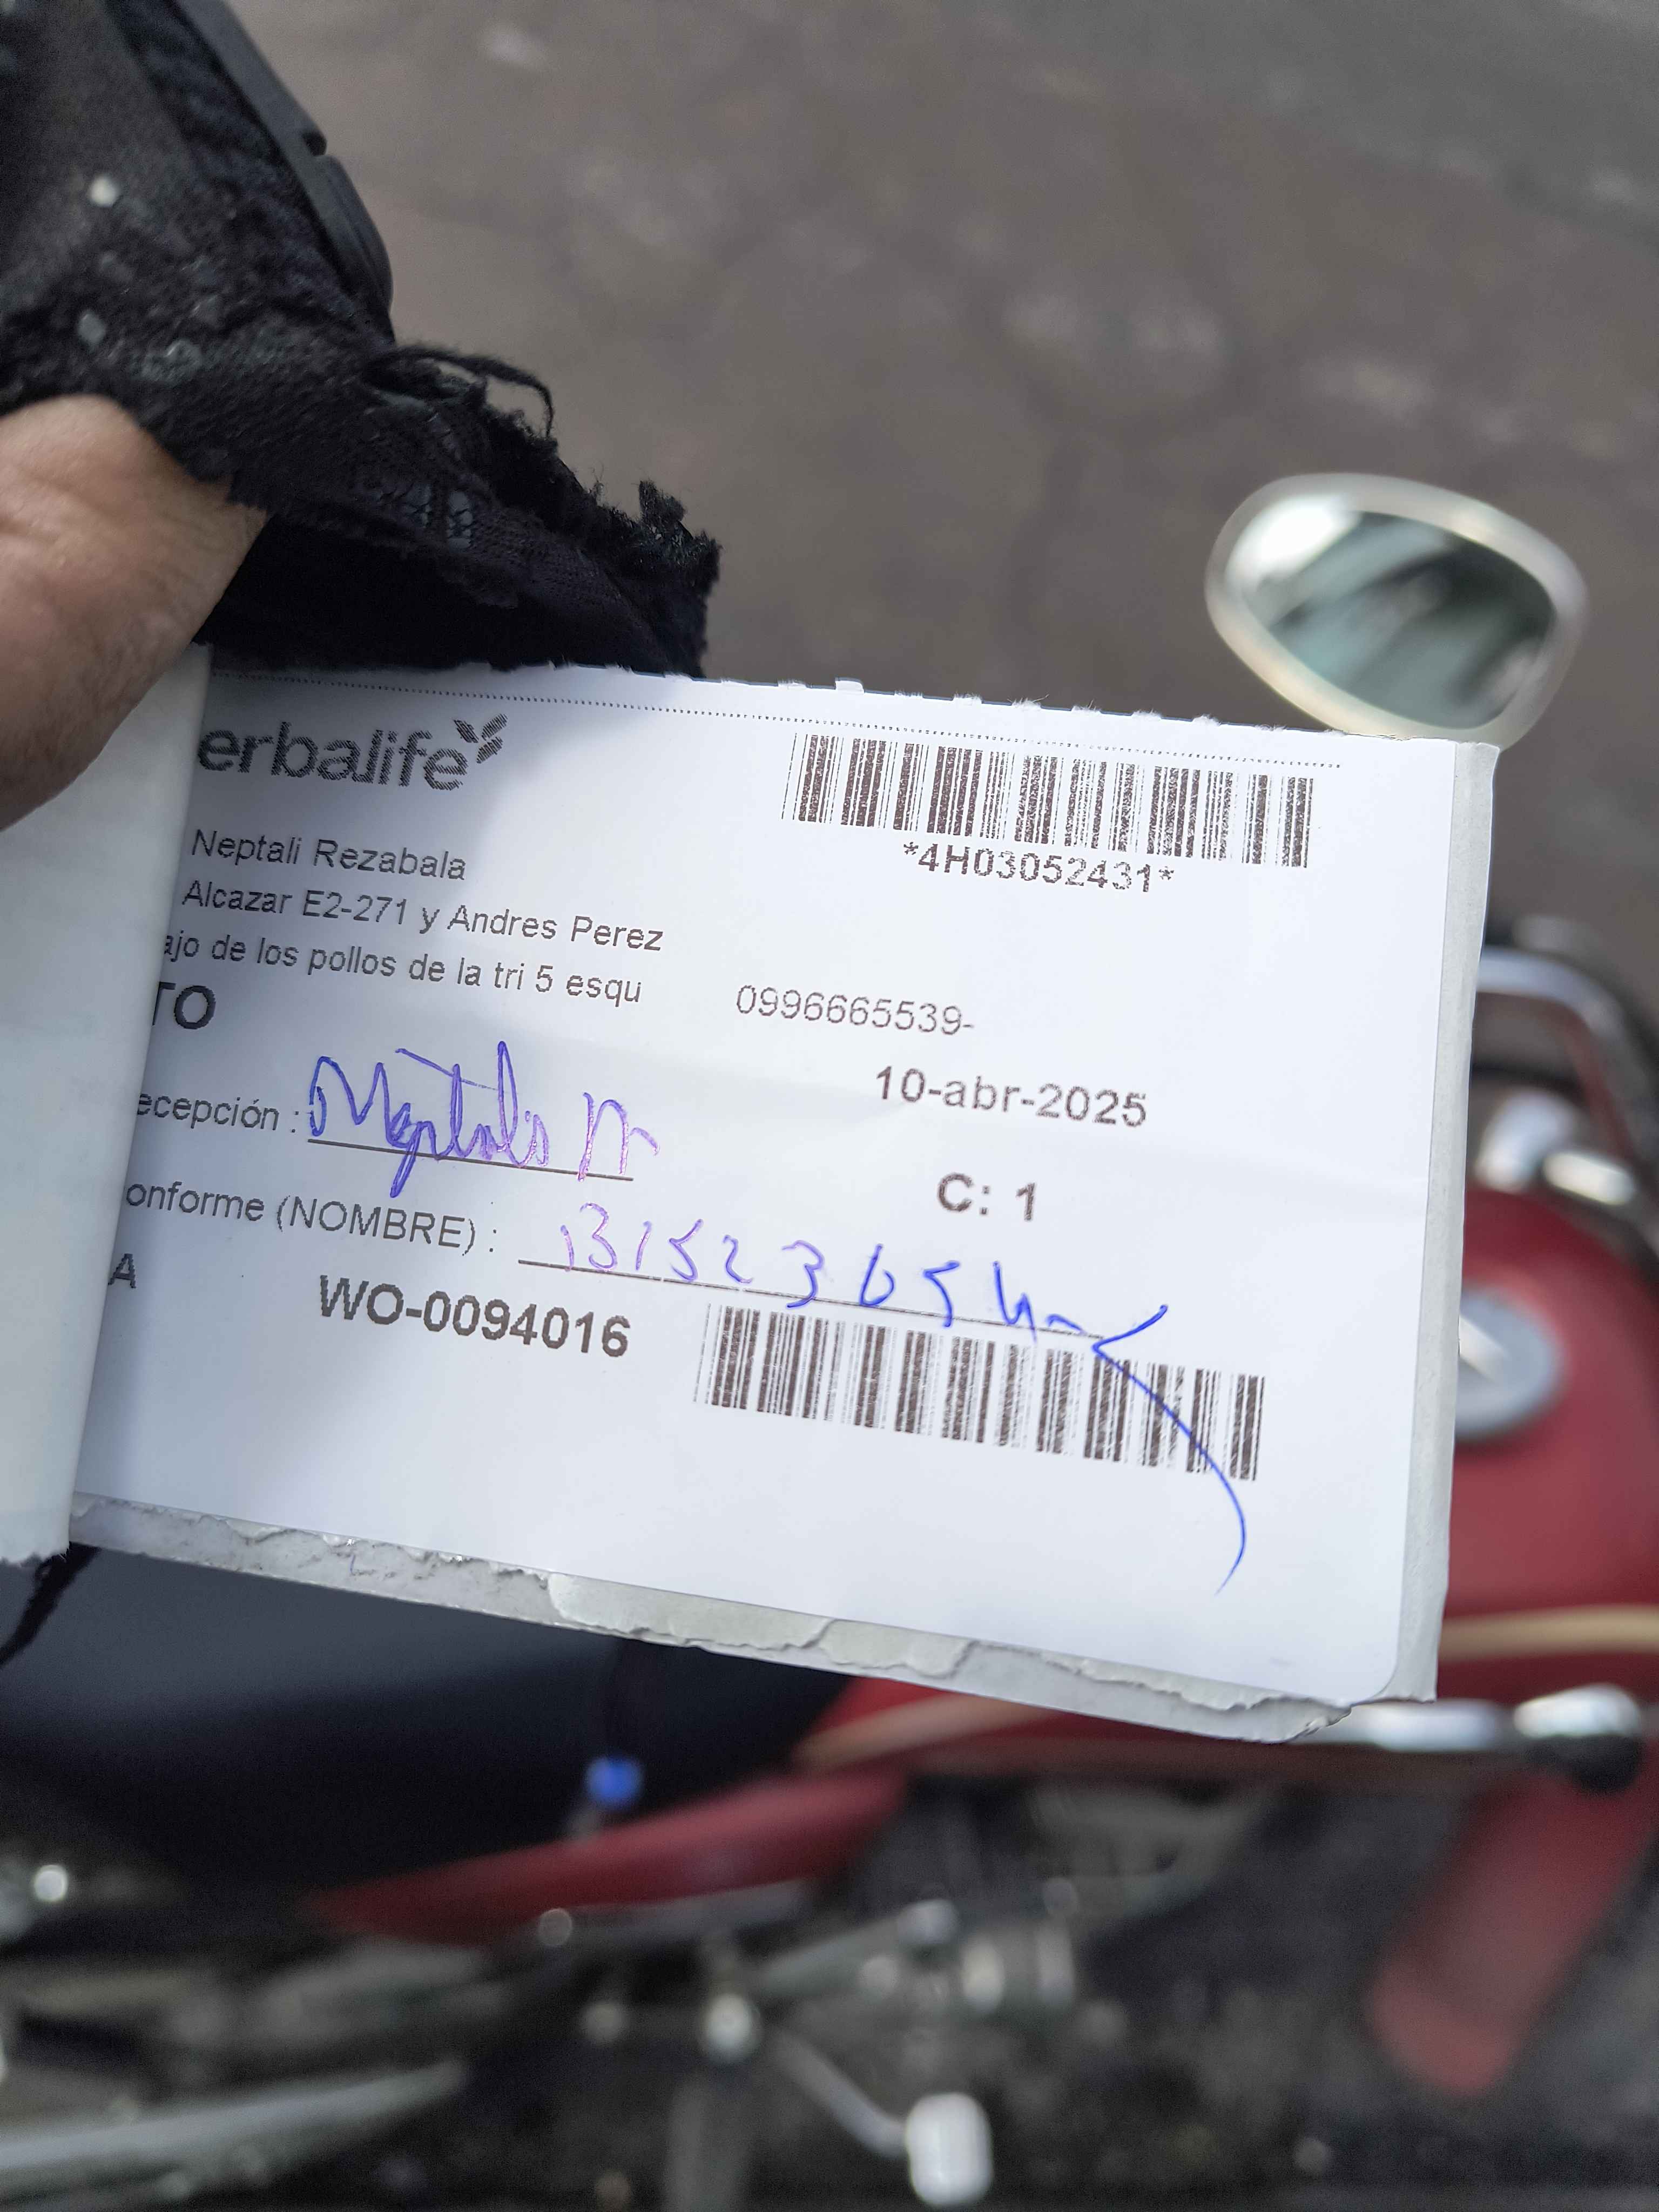 erbalife
*4H03052431*
Neptali Rezabala
Alcazar E2-271 y Andres Perez
ajo de los pollos de la tri 5 esqu 0996665539-
TO
10-abr-2025
ecepción : Neptali R
C: 1
onforme (NOMBRE) :
A WO-0094016